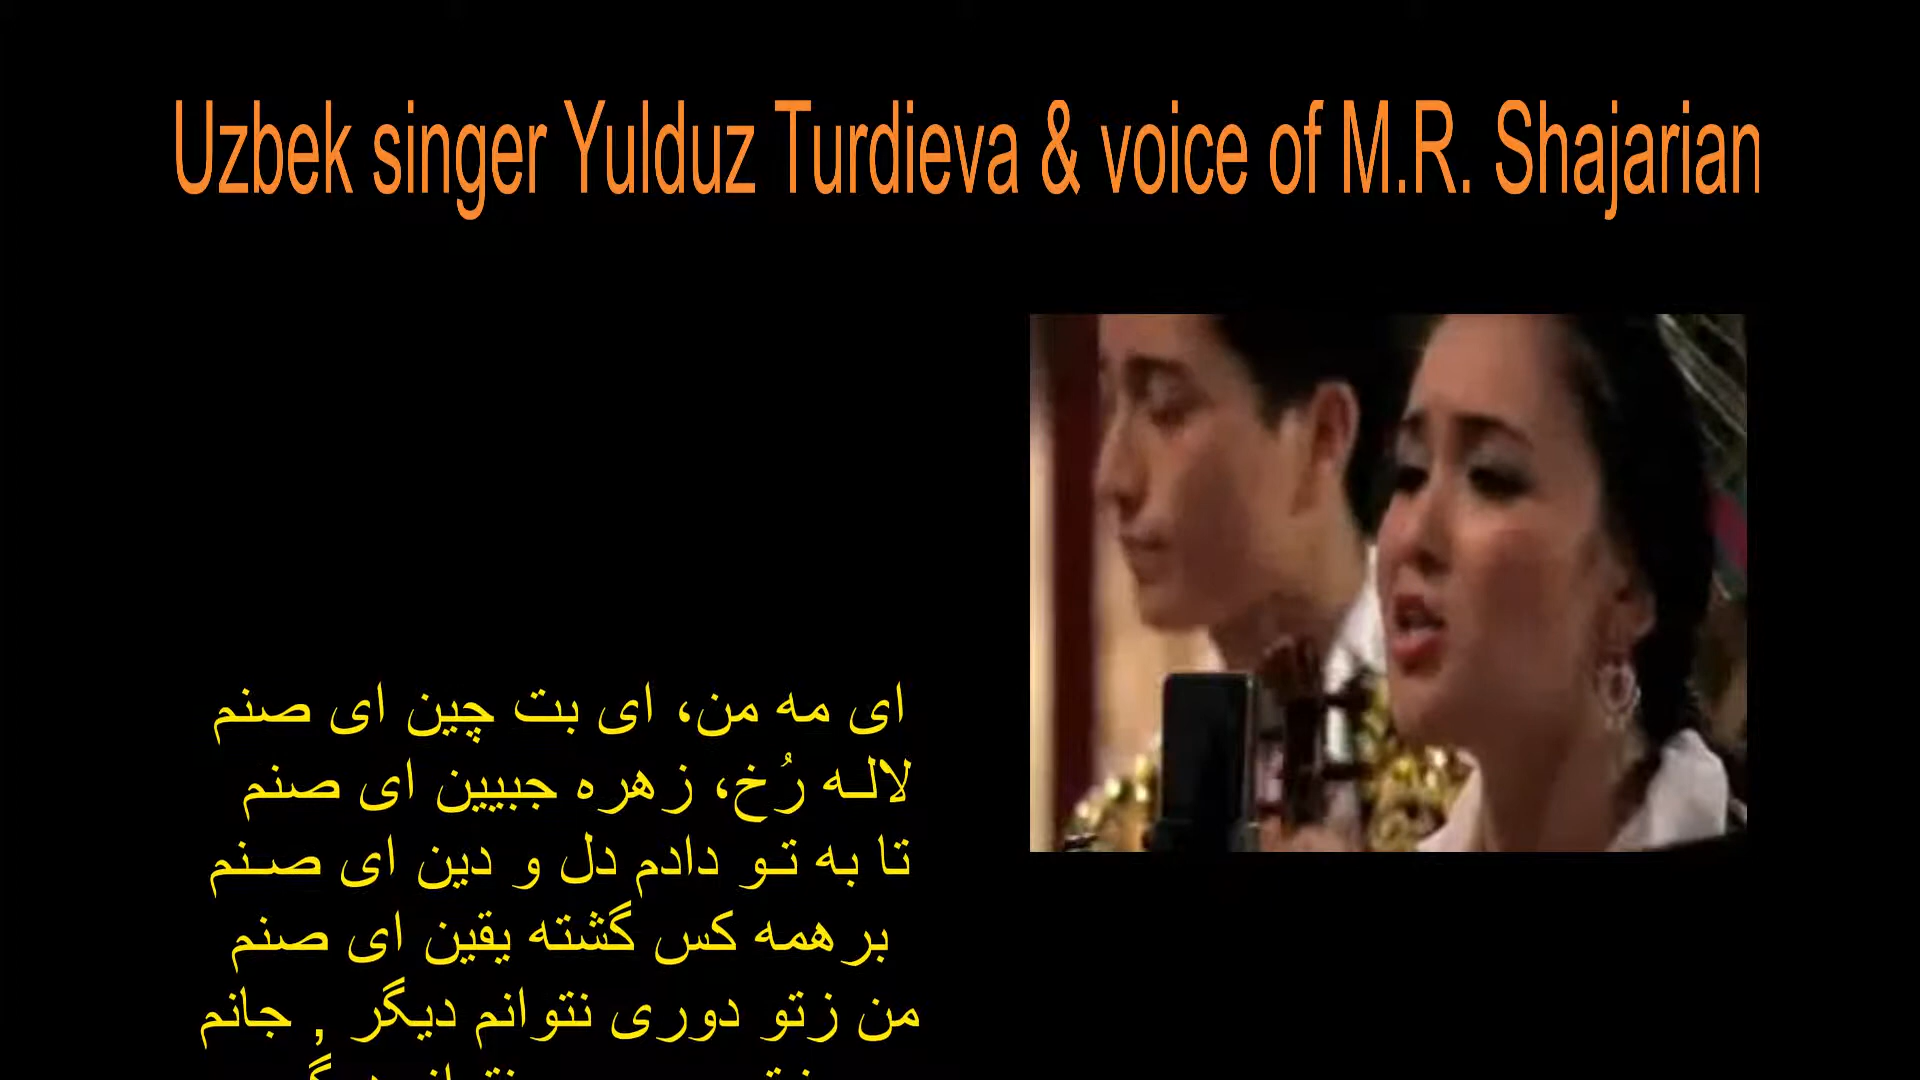 Uzbek singer Yulduz Turdieva & voice of M.R. Shajarian
ای مه من، ای بت چین ای صنم
لالـه رُخ، زهره جبیین ای صنم
تا به تـو دادم دل و دین ای صـنم
بر همه کس گشته یقین ای صنم
من زتو دوری نتوانم دیگر , جانم